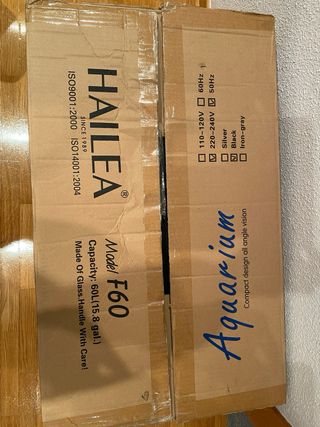 HAILEA®
SINCE 1989
ISO9001:2000 ISO14001:2004
Model F60
Capacity: 60L(15.8 gal.)
Made Of Glass.Handle With Care!
110-120V 60Hz
220-240V 50Hz
Silver
Black
Iron-gray
Aquarium
Compact design all angle vision